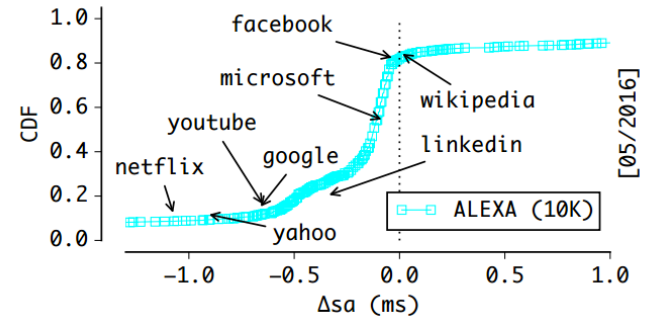 1.0
0.8
0.6
0.4
0.2
0.0
CDF
facebook
microsoft
wikipedia
youtube
google
linkedin
netflix
yahoo
ALEXA (10K)
[05/2016]
−1.0 −0.5 0.0 0.5 1.0
Δsa (ms)